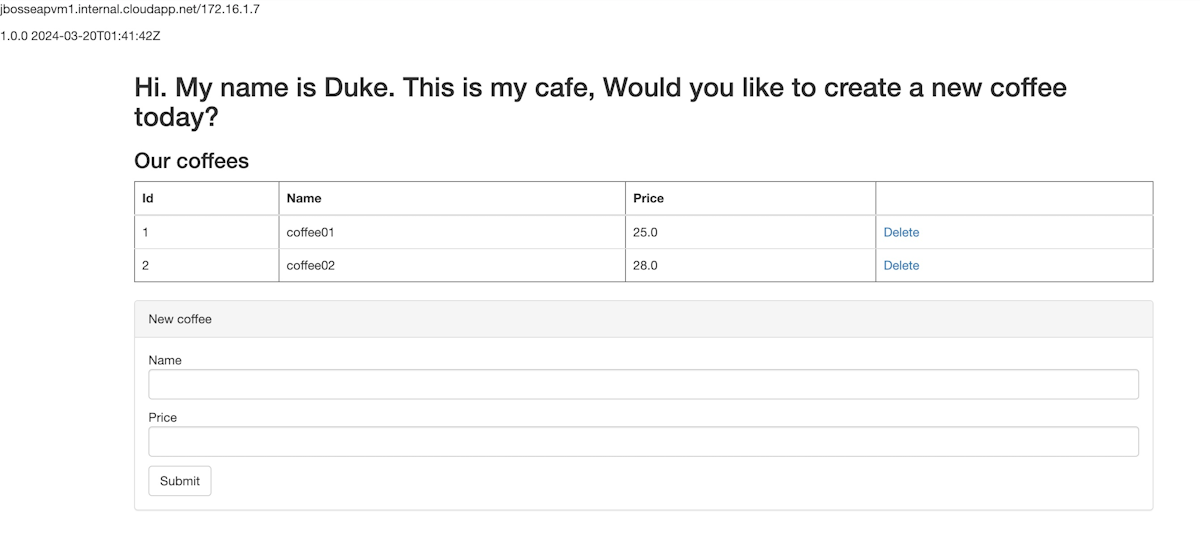 jbosseapvm1.internal.cloudapp.net/172.16.1.7
1.0.0 2024-03-20T01:41:42Z
Hi. My name is Duke. This is my cafe, Would you like to create a new coffee
today?
Our coffees
Id Name Price
1 coffee01 25.0 Delete
2 coffee02 28.0 Delete
New coffee
Name
Price
Submit